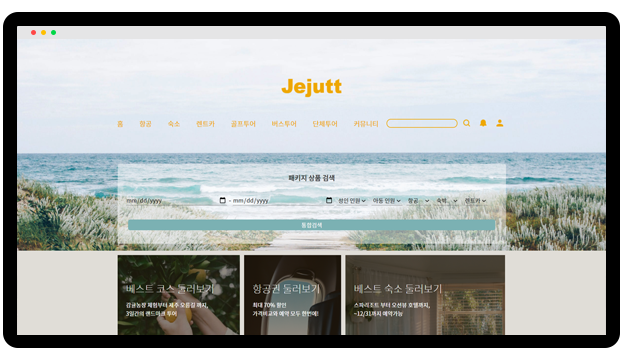 Jejutt
홈 항공 숙소 렌트카 골프투어 버스투어 단체투어 커뮤니티
패키지 상품 검색
mm/dd/yyyy - mm/dd/yyyy 성인 인원 아동 인원 항공 숙박 렌트카
통합검색
베스트 코스 둘러보기
감귤농장 체험부터 제주 오름길 까지,
3일간의 랜드마크 투어
항공권 둘러보기
최대 70% 할인
가격비교와 예약 모두 한번에!
베스트 숙소 둘러보기
스파리조트 부터 오션뷰 호텔까지,
~12/31까지 예약가능